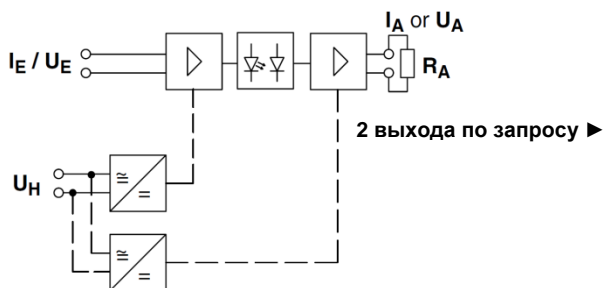 I_A or U_A
I_E / U_E
R_A
2 выхода по запросу ►
U_H
≅
=
≅
=